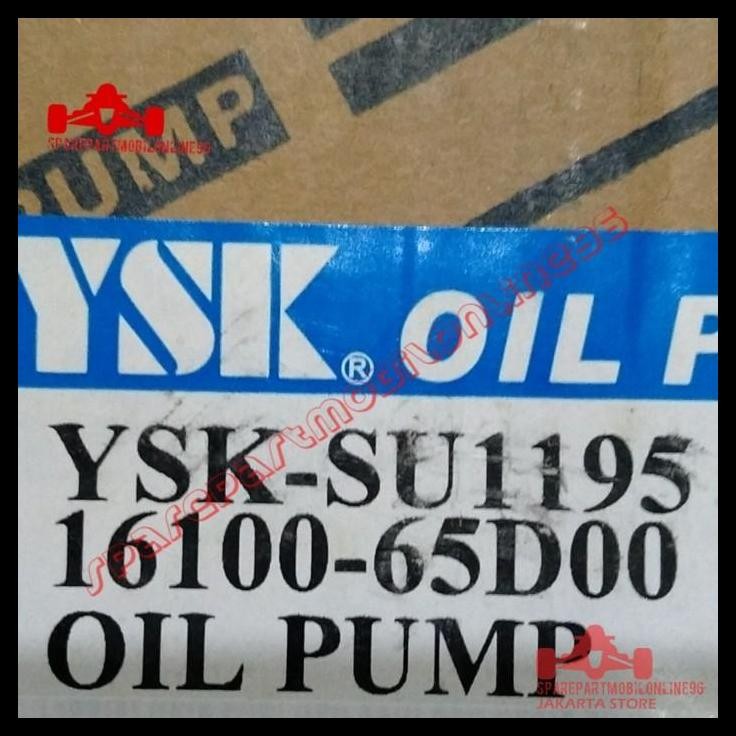 PUMP
SPAREPARTMOBILONLINE96
YSK® OIL P
sparepartmobilonline96
YSK-SU1195
16100-65D00
OIL PUMP
SPAREPARTMOBILONLINE96
JAKARTA STORE